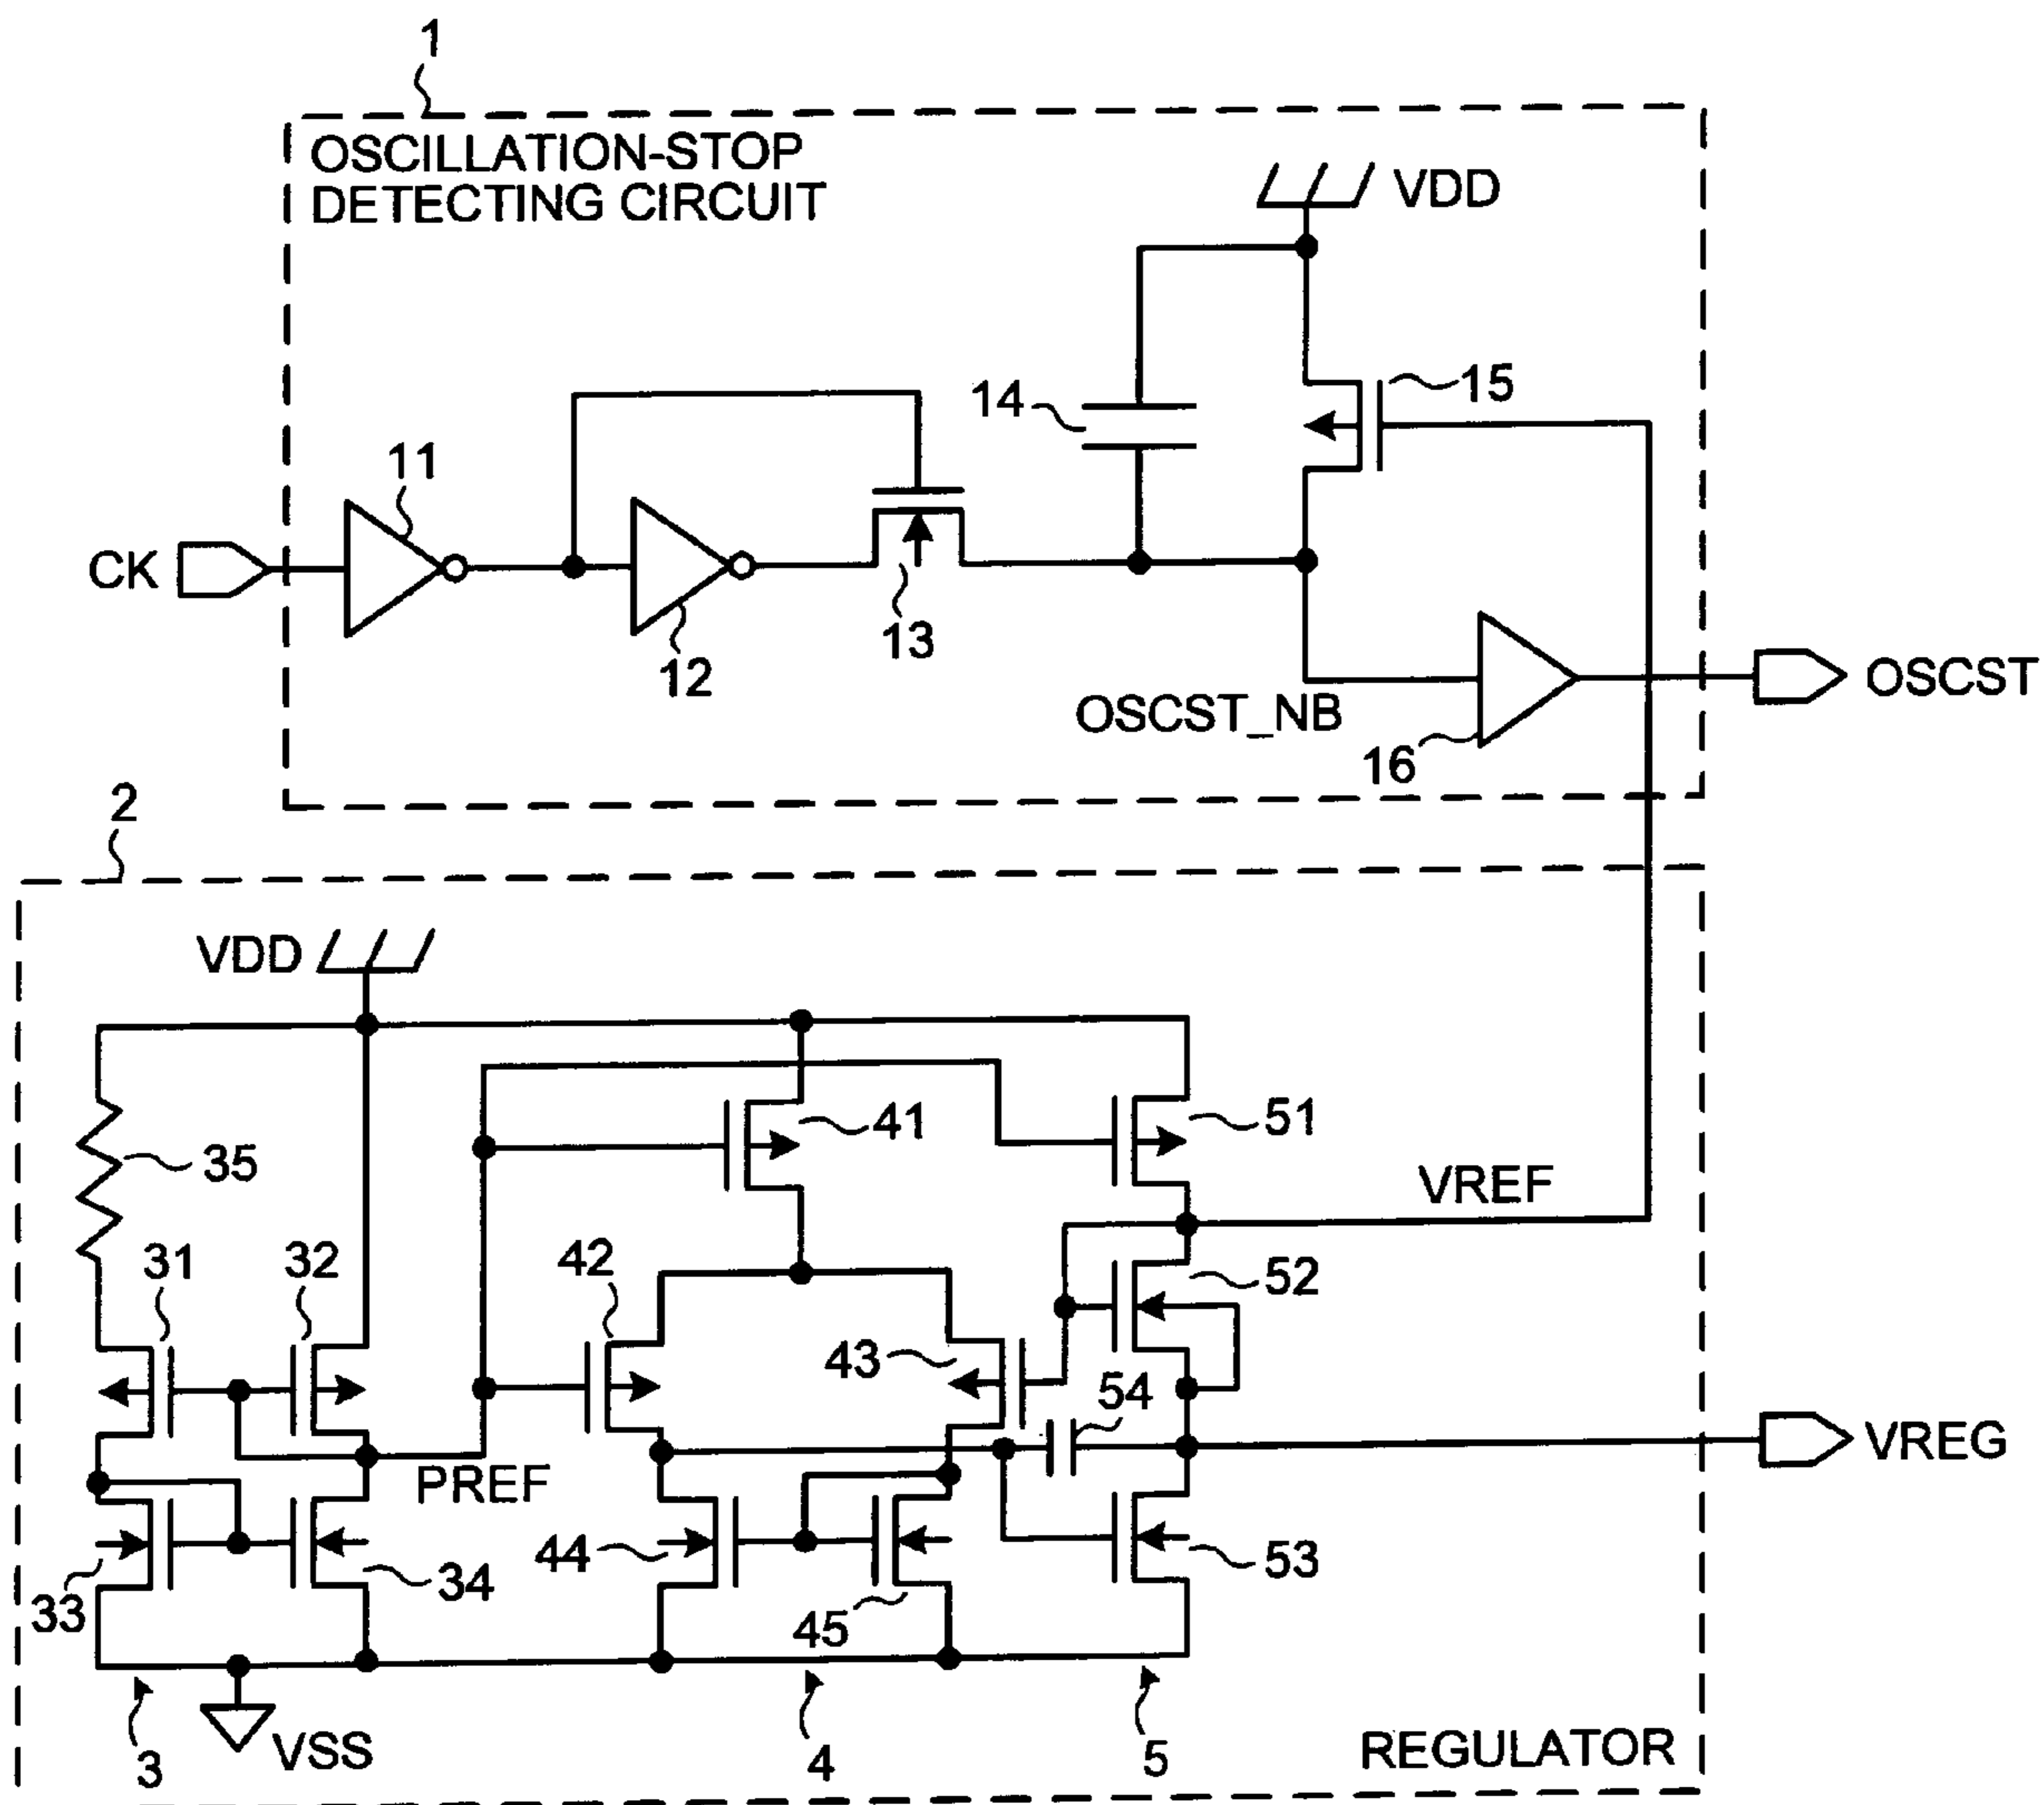 1
OSCILLATION-STOP
DETECTING CIRCUIT
VDD
14
15
11
CK
13
12
OSCST
OSCST_NB
16
2
VDD
41
51
35
VREF
31
32
42
52
43
54
VREG
PREF
44
53
33
34
45
VSS
3
4
5
REGULATOR